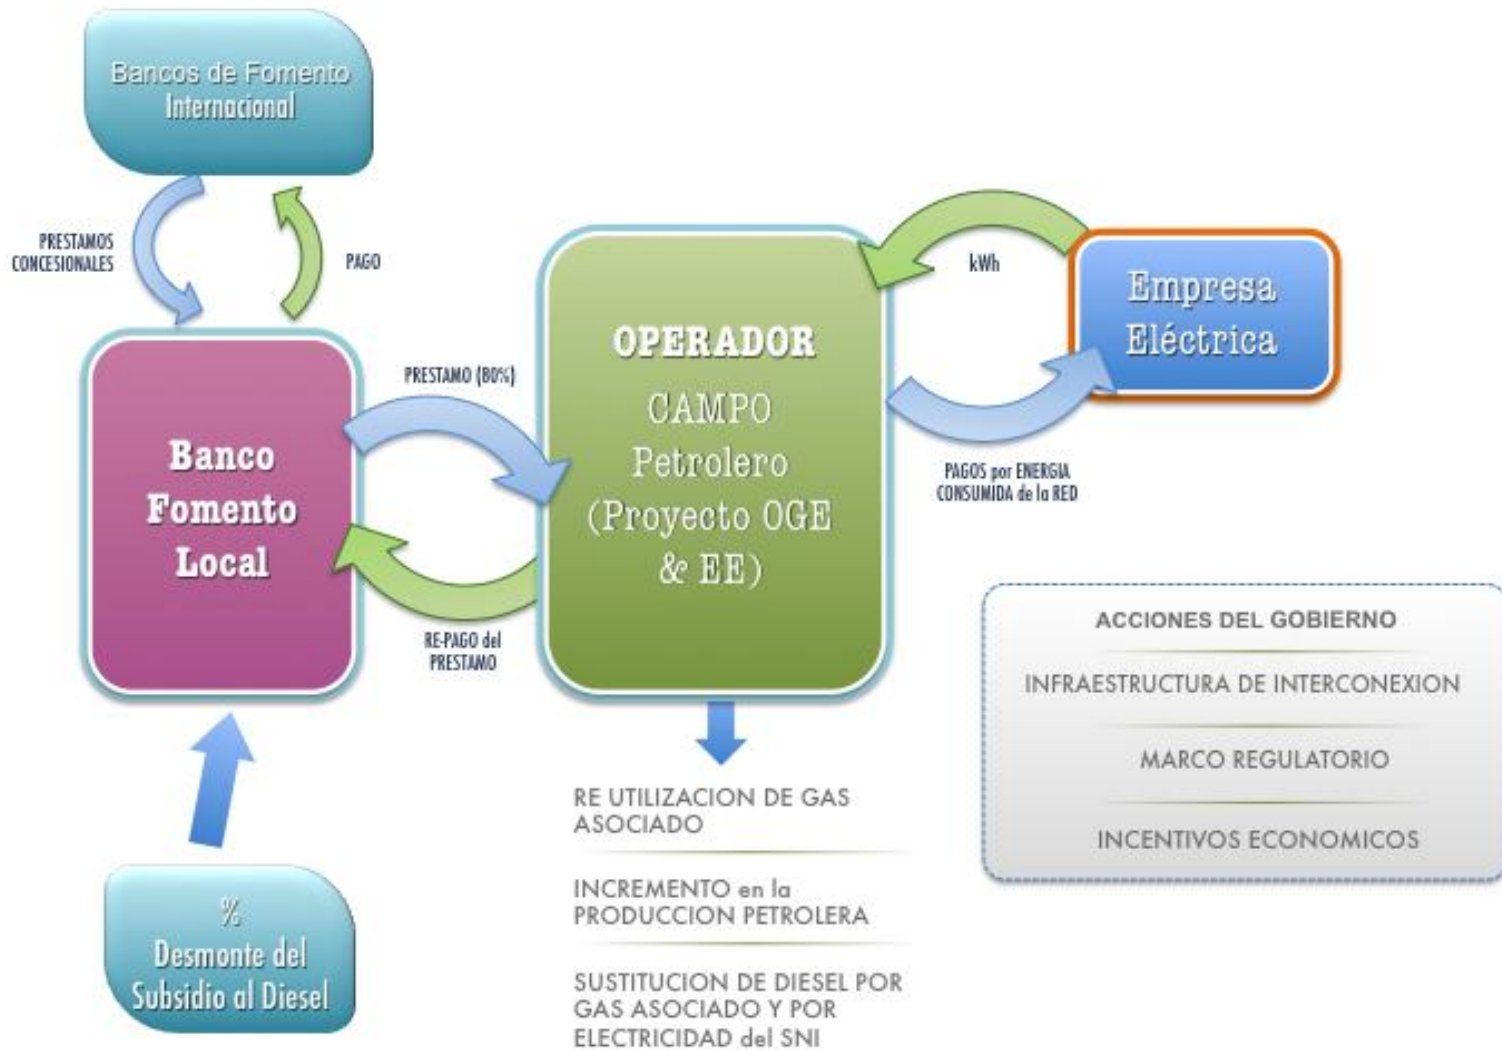 Bancos de Fomento
Internacional
PRESTAMOS
CONCESIONALES
PAGO
kWh
Empresa
Eléctrica
OPERADOR
CAMPO
Petrolero
(Proyecto OGE
& EE)
PRESTAMO (80%)
Banco
Fomento
Local
PAGOS por ENERGIA
CONSUMIDA de la RED
RE-PAGO del
PRESTAMO
ACCIONES DEL GOBIERNO
INFRAESTRUCTURA DE INTERCONEXION
MARCO REGULATORIO
INCENTIVOS ECONOMICOS
RE UTILIZACION DE GAS
ASOCIADO
INCREMENTO en la
PRODUCCION PETROLERA
SUSTITUCION DE DIESEL POR
GAS ASOCIADO Y POR
ELECTRICIDAD del SNI
%
Desmonte del
Subsidio al Diesel